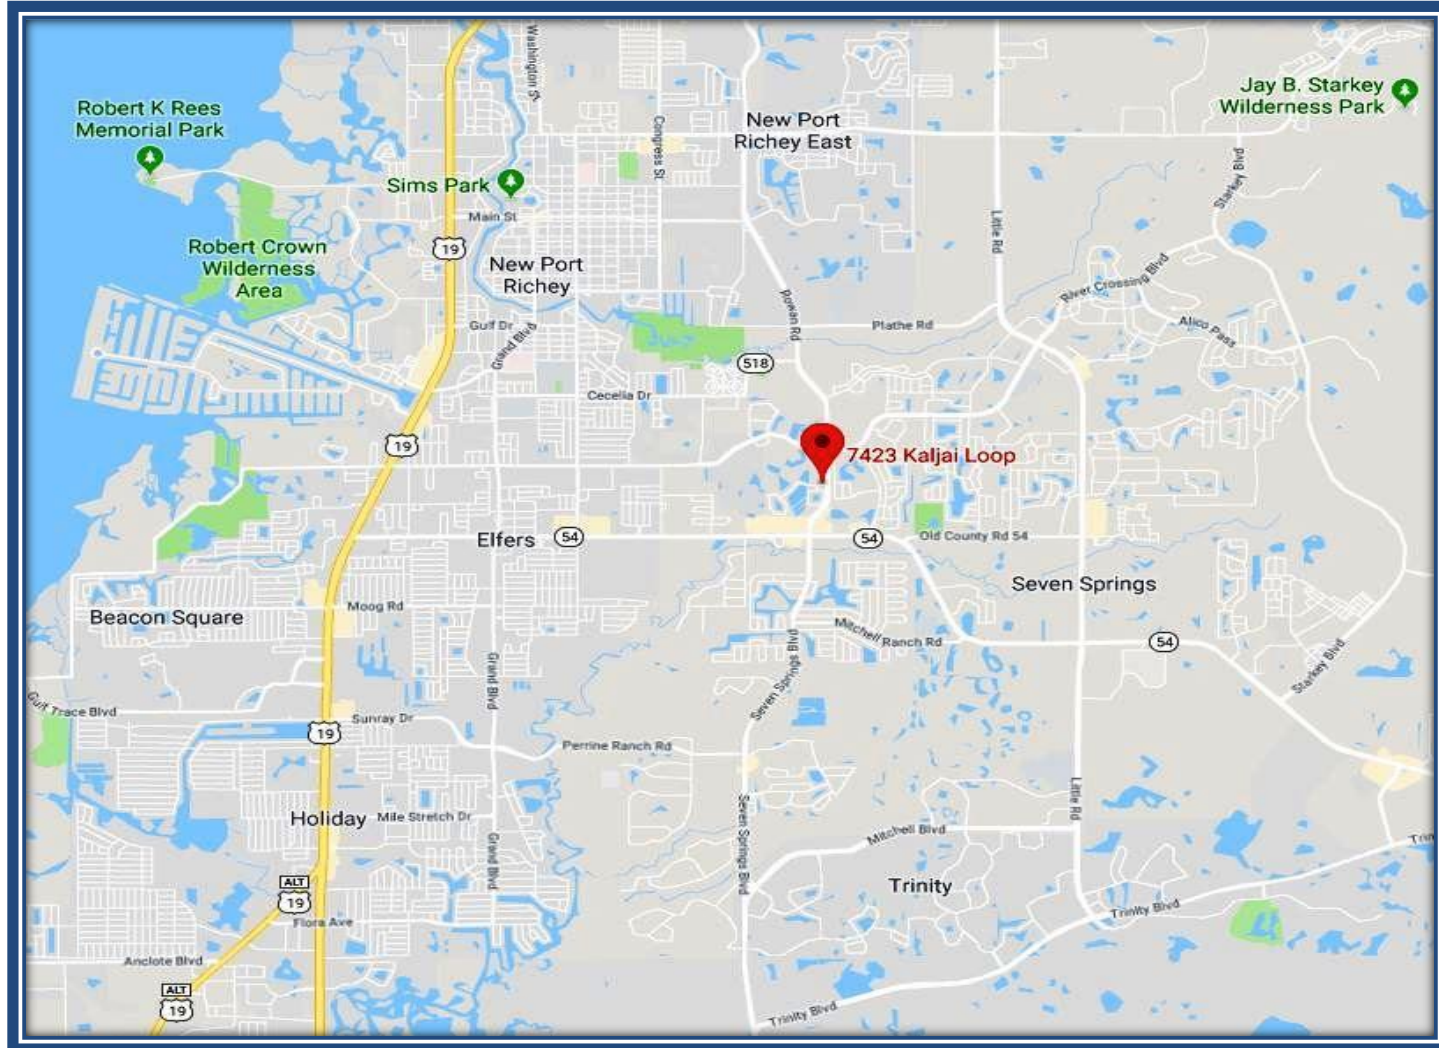 Washington St
Robert K Rees
Memorial Park
Jay B. Starkey
Wilderness Park
New Port
Richey East
Congress St
Sims Park
Main St
Starkey Blvd
Little Rd
Robert Crown
Wilderness
Area
19
New Port
Richey
River Crossing Blvd
Rowan Rd
Gulf Dr
Grand Blvd
Plathe Rd
Alico Pass
518
Cecelia Dr
19
7423 Kaljai Loop
Elfers
54
54
Old County Rd 54
Seven Springs
Beacon Square
Moog Rd
Mitchell Ranch Rd
54
Grand Blvd
Seven Springs Blvd
Starkey Blvd
Gulf Trace Blvd
Sunray Dr
19
Perrine Ranch Rd
Little Rd
Holiday
Mile Stretch Dr
Seven Springs Blvd
Mitchell Blvd
Trin
Grand Blvd
Trinity
ALT
19
Flora Ave
Trinity Blvd
Anclote Blvd
ALT
19
Trinity Blvd